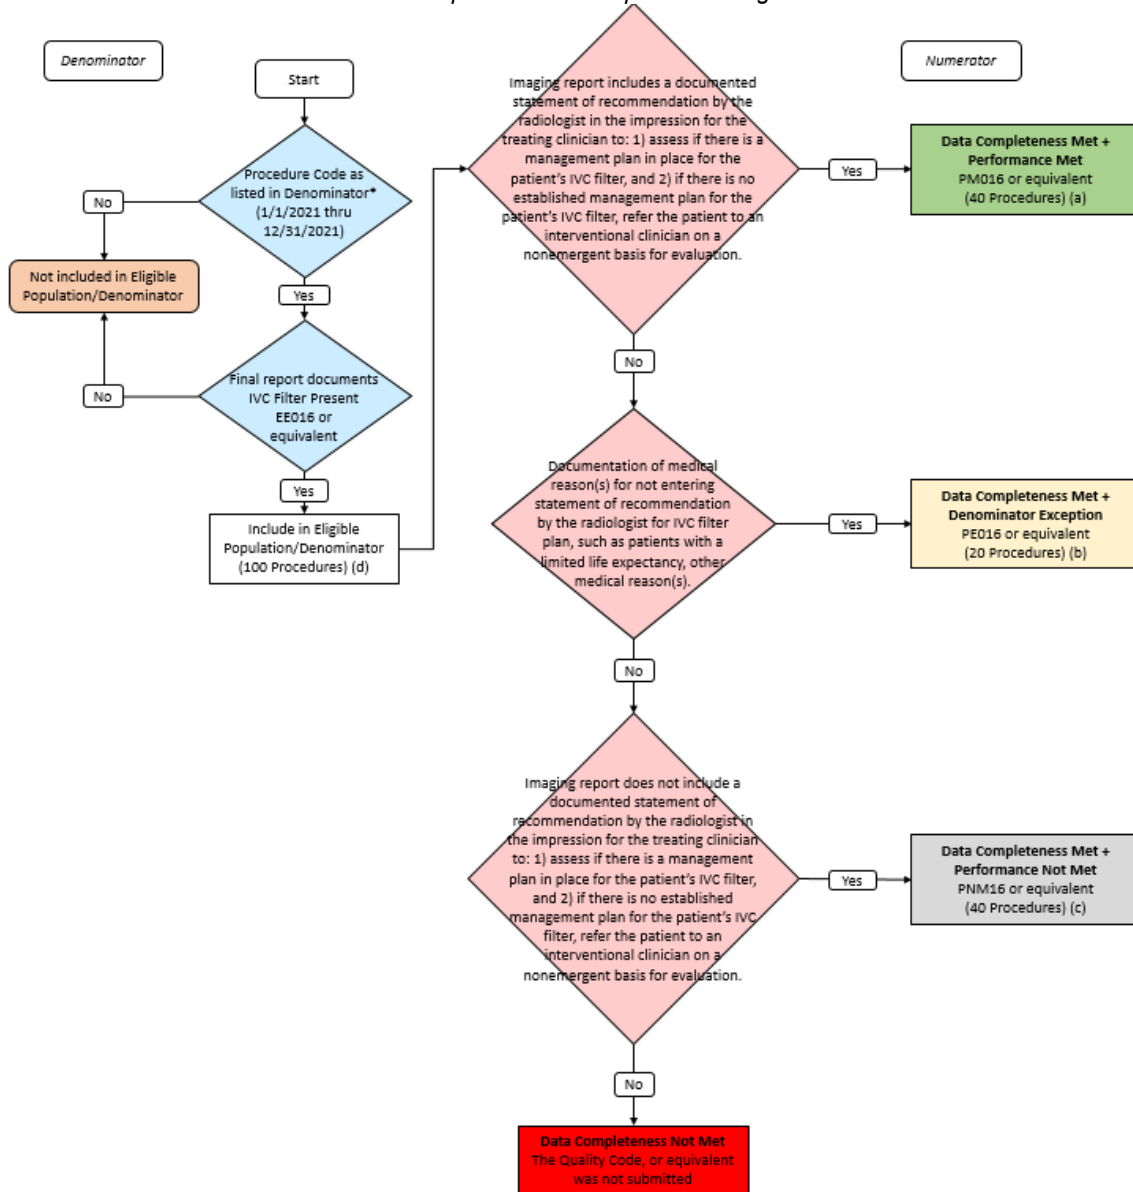 Denominator
Start
Numerator
Procedure Code as
listed in Denominator*
(1/1/2021 thru
12/31/2021)
No
Not included in Eligible
Population/Denominator
Yes
Final report documents
IVC Filter Present
EE016 or
equivalent
No
Yes
Include in Eligible
Population/Denominator
(100 Procedures) (d)
Imaging report includes a documented
statement of recommendation by the
radiologist in the impression for the
treating clinician to: 1) assess if there is a
management plan in place for the
patient's IVC filter, and 2) if there is no
established management plan for the
patient's IVC filter, refer the patient to an
interventional clinician on a
nonemergent basis for evaluation.
Yes
Data Completeness Met +
Performance Met
PM016 or equivalent
(40 Procedures) (a)
No
Documentation of medical
reason(s) for not entering
statement of recommendation
by the radiologist for IVC filter
plan, such as patients with a
limited life expectancy, other
medical reason(s).
Yes
Data Completeness Met +
Denominator Exception
PE016 or equivalent
(20 Procedures) (b)
No
Imaging report does not include a
documented statement of
recommendation by the radiologist in
the impression for the treating clinician
to: 1) assess if there is a management
plan in place for the patient's IVC filter,
and 2) if there is no established
management plan for the patient's IVC
filter, refer the patient to an
interventional clinician on a
nonemergent basis for evaluation.
Yes
Data Completeness Met +
Performance Not Met
PNM16 or equivalent
(40 Procedures) (c)
No
Data Completeness Not Met
The Quality Code, or equivalent
was not submitted